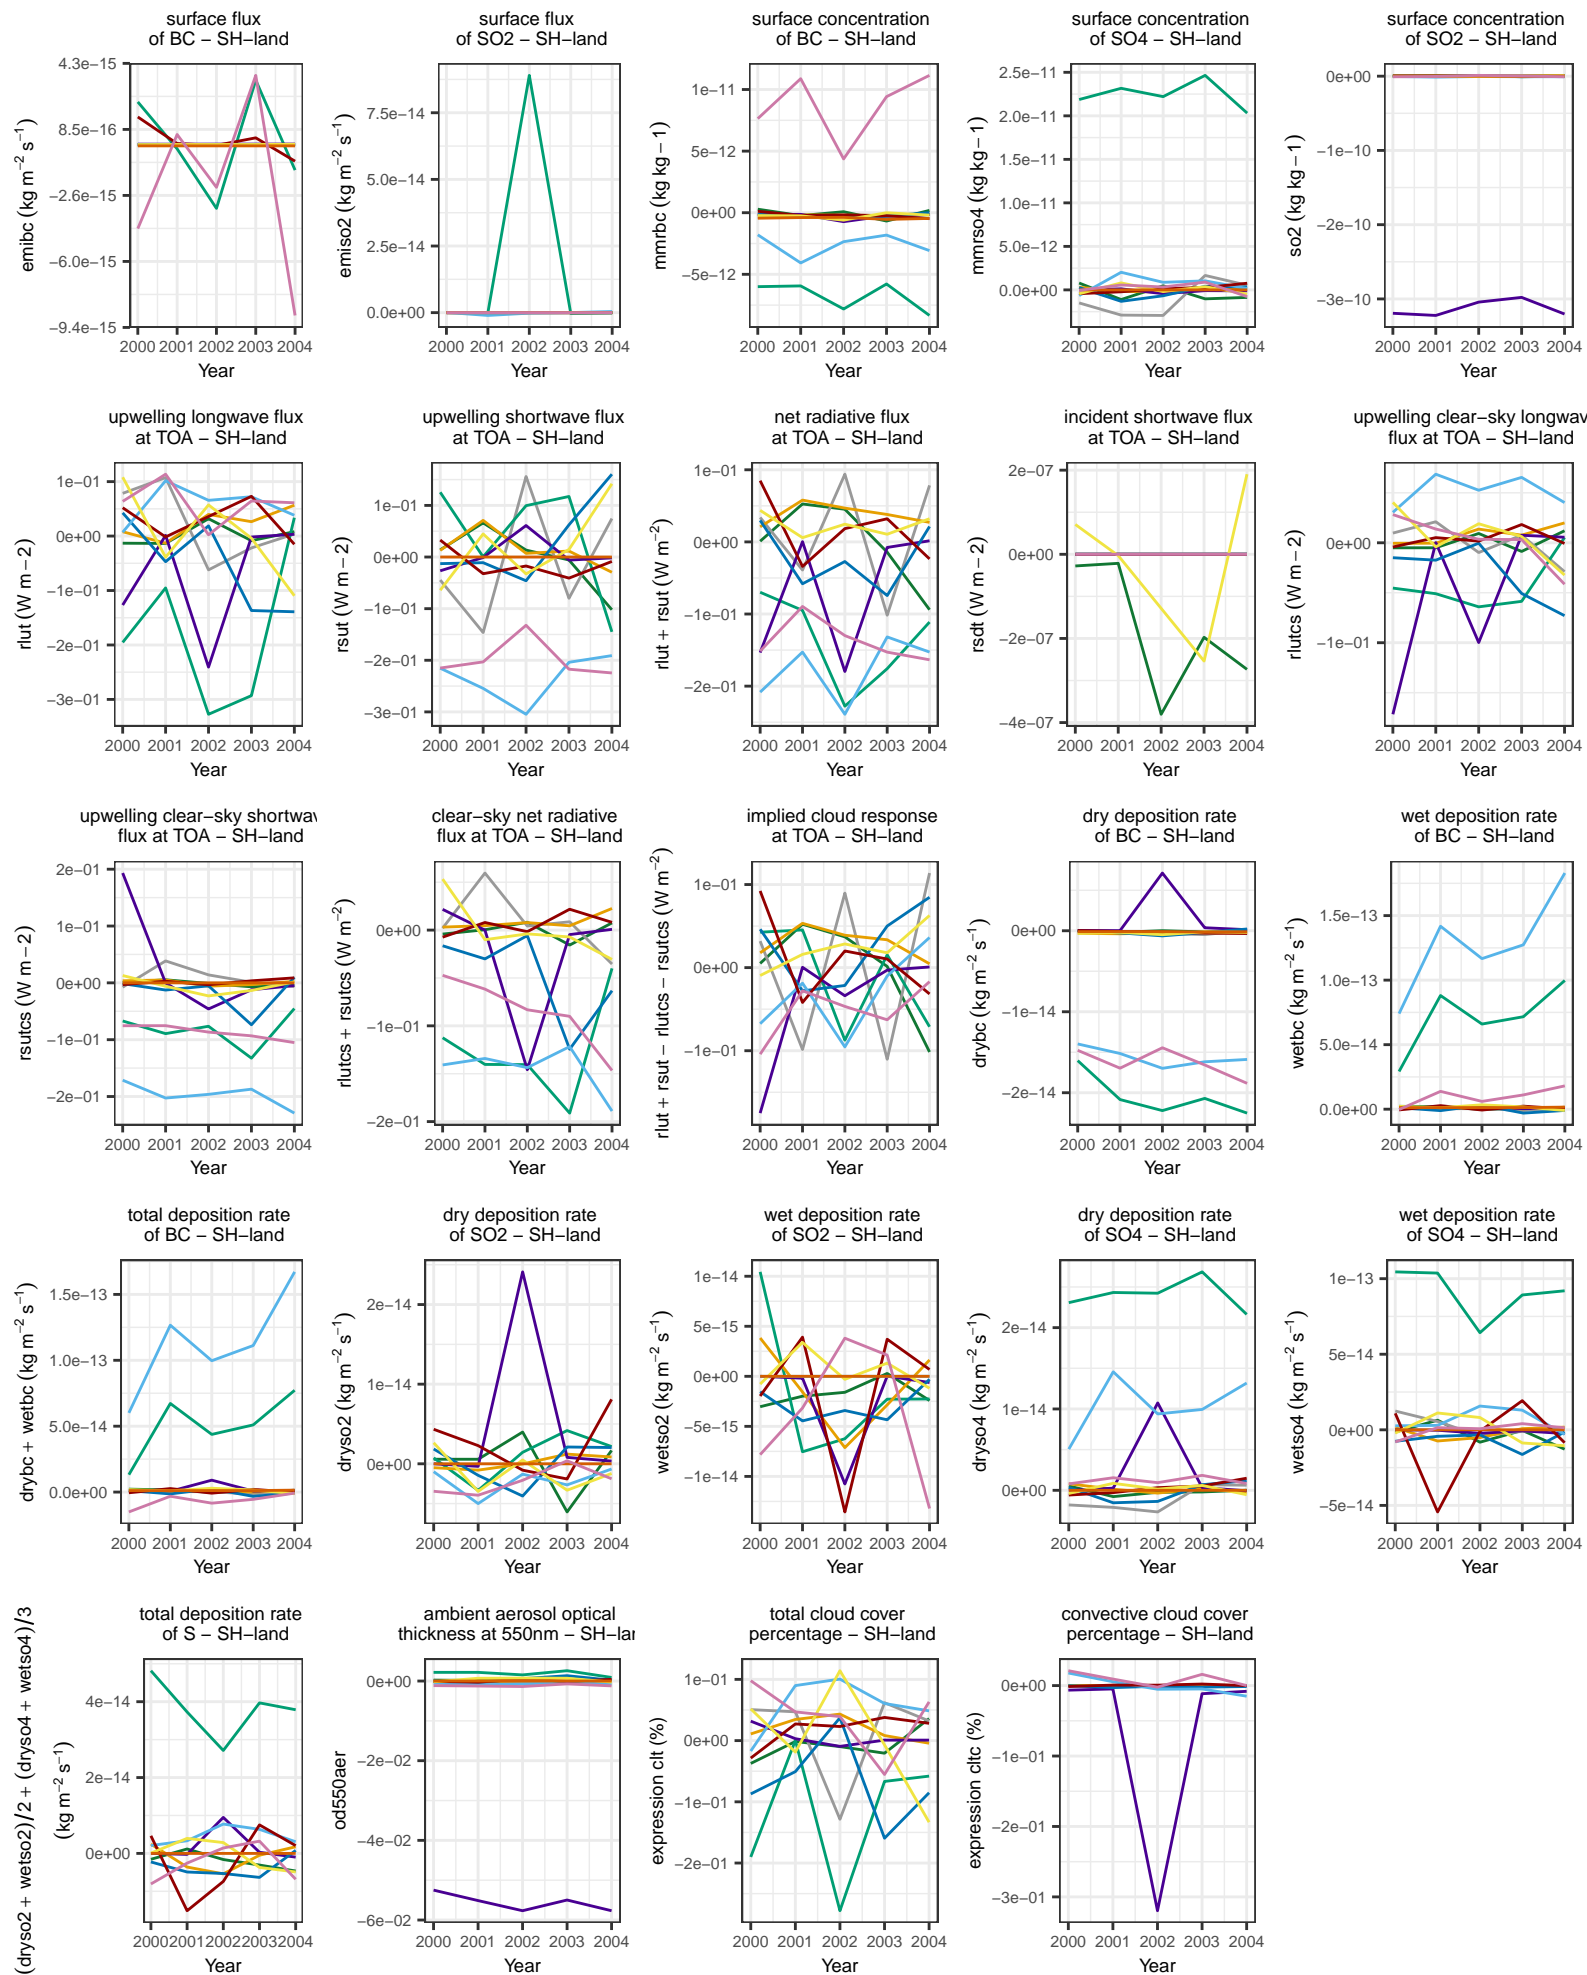 surface flux
of BC − SH−land
emibc (kg m−2 s−1)
4.3e−15
8.5e−16
−2.6e−15
−6.0e−15
−9.4e−15
2000 2001 2002 2003 2004
Year
surface flux
of SO2 − SH−land
emiso2 (kg m−2 s−1)
7.5e−14
5.0e−14
2.5e−14
0.0e+00
2000 2001 2002 2003 2004
Year
surface concentration
of BC − SH−land
mmrbc (kg kg−1)
1e−11
5e−12
0e+00
−5e−12
2000 2001 2002 2003 2004
Year
surface concentration
of SO4 − SH−land
mmrso4 (kg kg−1)
2.5e−11
2.0e−11
1.5e−11
1.0e−11
5.0e−12
0.0e+00
2000 2001 2002 2003 2004
Year
surface concentration
of SO2 − SH−land
so2 (kg kg−1)
0e+00
−1e−10
−2e−10
−3e−10
2000 2001 2002 2003 2004
Year
upwelling longwave flux
at TOA − SH−land
rlut (W m−2)
1e−01
0e+00
−1e−01
−2e−01
−3e−01
2000 2001 2002 2003 2004
Year
upwelling shortwave flux
at TOA − SH−land
rsut (W m−2)
1e−01
0e+00
−1e−01
−2e−01
−3e−01
2000 2001 2002 2003 2004
Year
net radiative flux
at TOA − SH−land
rlut + rsut (W m−2)
1e−01
0e+00
−1e−01
−2e−01
2000 2001 2002 2003 2004
Year
incident shortwave flux
at TOA − SH−land
rsdt (W m−2)
2e−07
0e+00
−2e−07
−4e−07
2000 2001 2002 2003 2004
Year
upwelling clear−sky longwav
flux at TOA − SH−land
rlutcs (W m−2)
0e+00
−1e−01
2000 2001 2002 2003 2004
Year
upwelling clear−sky shortwav
flux at TOA − SH−land
rsutcs (W m−2)
2e−01
1e−01
0e+00
−1e−01
−2e−01
2000 2001 2002 2003 2004
Year
clear−sky net radiative
flux at TOA − SH−land
rlutcs + rsutcs (W m−2)
0e+00
−1e−01
−2e−01
2000 2001 2002 2003 2004
Year
implied cloud response
at TOA − SH−land
rlut + rsut − rlutcs − rsutcs (W m−2)
1e−01
0e+00
−1e−01
2000 2001 2002 2003 2004
Year
dry deposition rate
of BC − SH−land
drybc (kg m−2 s−1)
0e+00
−1e−14
−2e−14
2000 2001 2002 2003 2004
Year
wet deposition rate
of BC − SH−land
wetbc (kg m−2 s−1)
1.5e−13
1.0e−13
5.0e−14
0.0e+00
2000 2001 2002 2003 2004
Year
total deposition rate
of BC − SH−land
drybc + wetbc (kg m−2 s−1)
1.5e−13
1.0e−13
5.0e−14
0.0e+00
2000 2001 2002 2003 2004
Year
dry deposition rate
of SO2 − SH−land
dryso2 (kg m−2 s−1)
2e−14
1e−14
0e+00
2000 2001 2002 2003 2004
Year
wet deposition rate
of SO2 − SH−land
wetso2 (kg m−2 s−1)
1e−14
5e−15
0e+00
−5e−15
−1e−14
2000 2001 2002 2003 2004
Year
dry deposition rate
of SO4 − SH−land
dryso4 (kg m−2 s−1)
2e−14
1e−14
0e+00
2000 2001 2002 2003 2004
Year
wet deposition rate
of SO4 − SH−land
wetso4 (kg m−2 s−1)
1e−13
5e−14
0e+00
−5e−14
2000 2001 2002 2003 2004
Year
total deposition rate
of S − SH−land
(dryso2 + wetso2)/2 + (dryso4 + wetso4)/3
(kg m−2 s−1)
4e−14
2e−14
0e+00
2000 2001 2002 2003 2004
Year
ambient aerosol optical
thickness at 550nm − SH−lan
od550aer
0e+00
−2e−02
−4e−02
−6e−02
2000 2001 2002 2003 2004
Year
total cloud cover
percentage − SH−land
expression clt (%)
1e−01
0e+00
−1e−01
−2e−01
2000 2001 2002 2003 2004
Year
convective cloud cover
percentage − SH−land
expression cltc (%)
0e+00
−1e−01
−2e−01
−3e−01
2000 2001 2002 2003 2004
Year